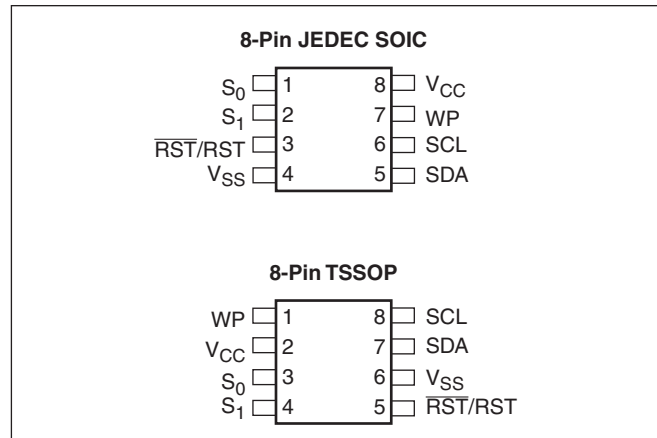 8-Pin JEDEC SOIC
S0 1 8 VCC
S1 2 7 WP
R̅S̅T̅/RST 3 6 SCL
VSS 4 5 SDA
8-Pin TSSOP
WP 1 8 SCL
VCC 2 7 SDA
S0 3 6 VSS
S1 4 5 R̅S̅T̅/RST